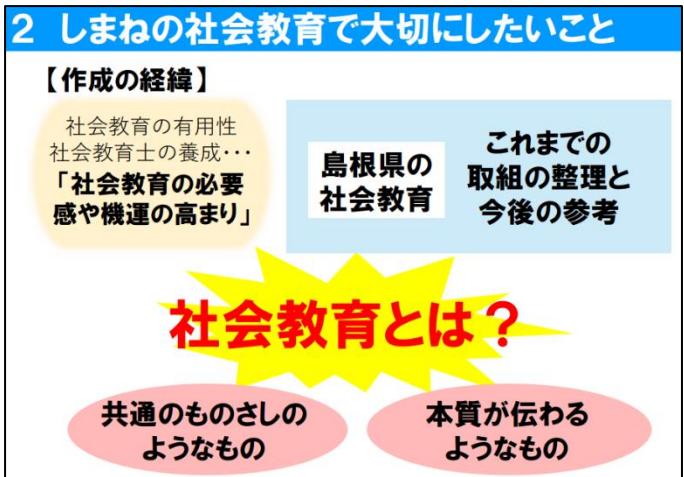 2 しまねの社会教育で大切にしたいこと
【作成の経緯】
社会教育の有用性
社会教育士の養成･･･
「社会教育の必要
感や機運の高まり」
島根県の
社会教育
これまでの
取組の整理と
今後の参考
社会教育とは？
共通のものさしの
ようなもの
本質が伝わる
ようなもの